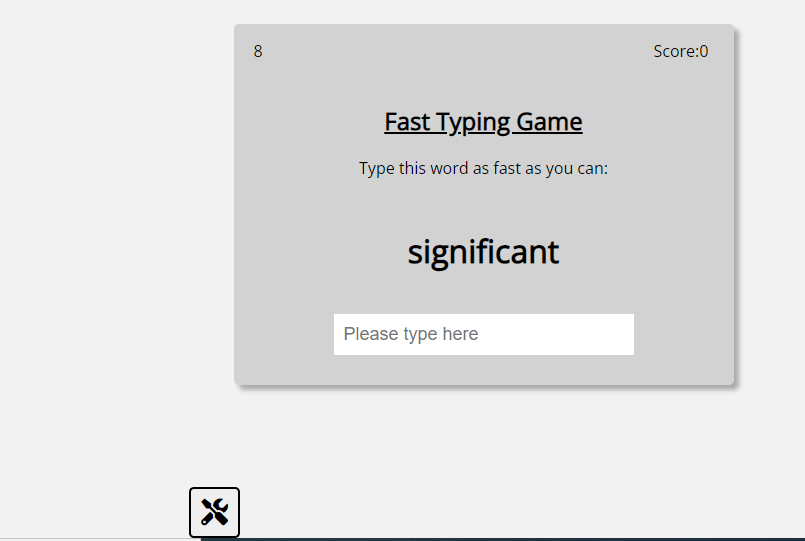 8 Score:0
Fast Typing Game
Type this word as fast as you can:
significant
Please type here